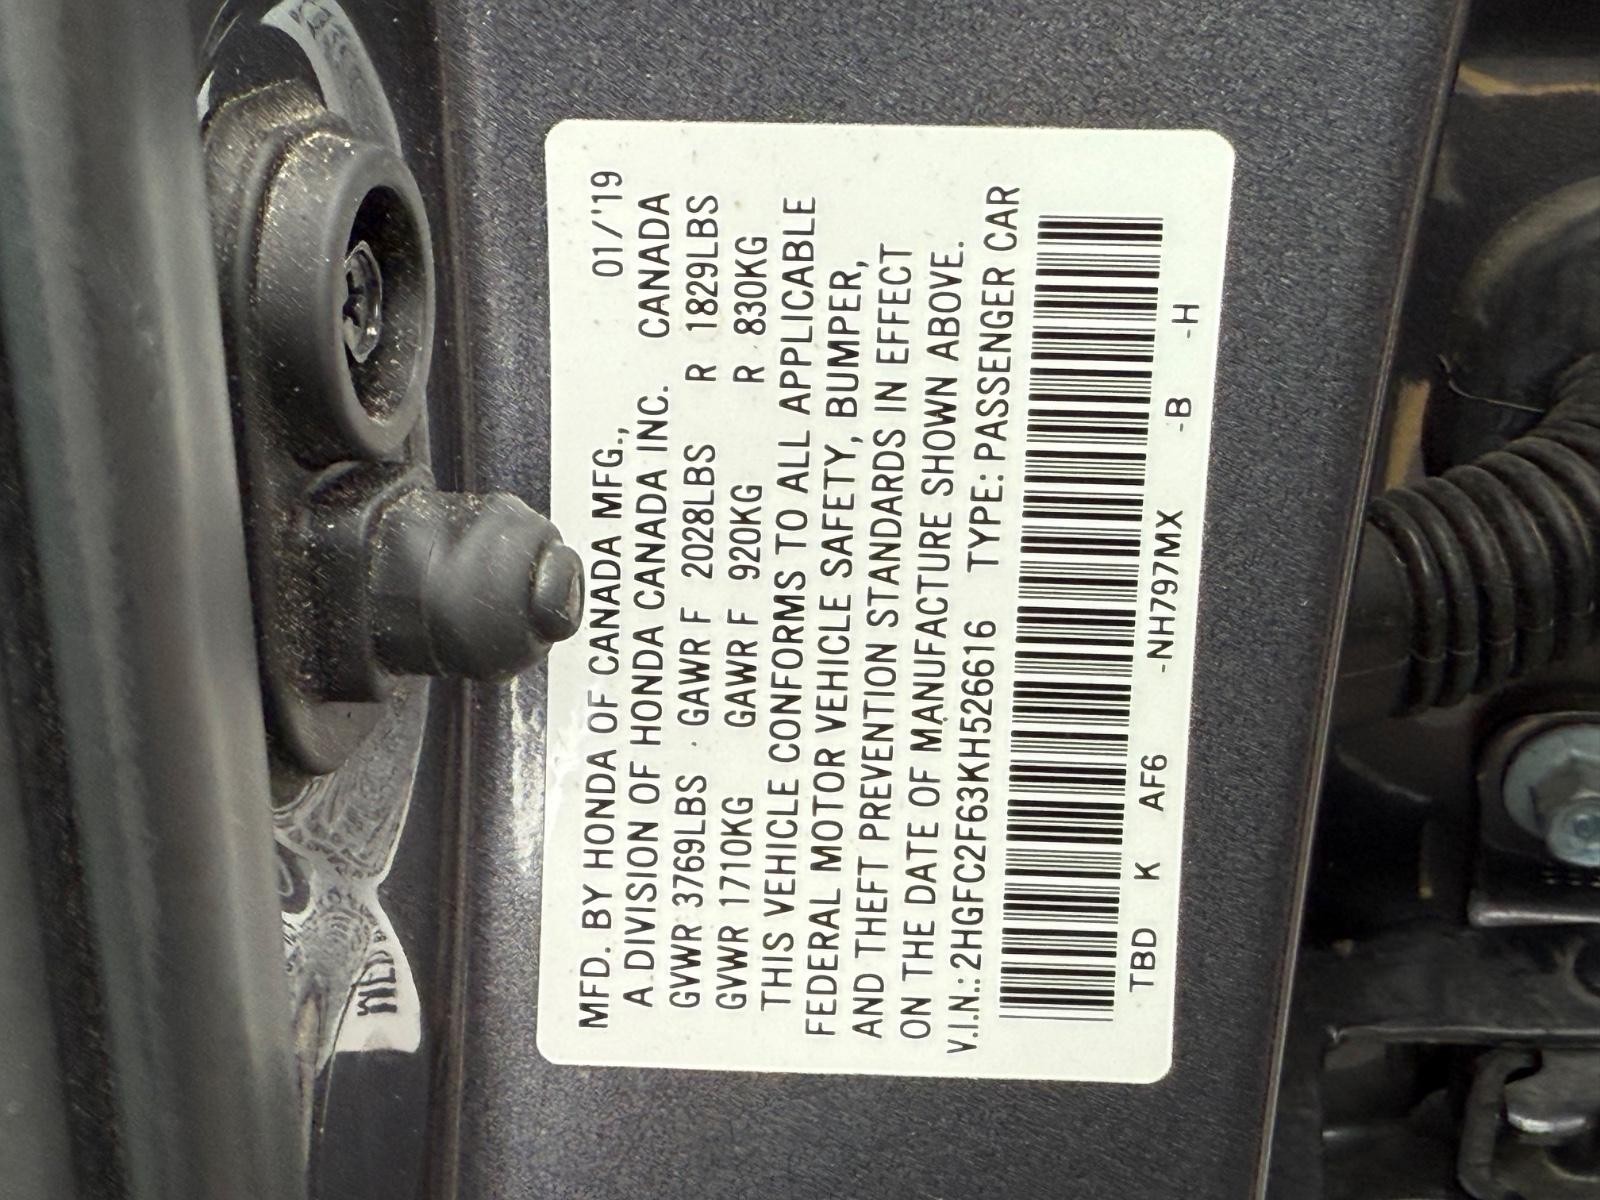 MFD. BY HONDA OF CANADA MFG., 01/'19
A DIVISION OF HONDA CANADA INC. CANADA
GVWR 3769LBS GAWR F 2028LBS R 1829LBS
GVWR 1710KG GAWR F 920KG R 830KG
THIS VEHICLE CONFORMS TO ALL APPLICABLE
FEDERAL MOTOR VEHICLE SAFETY, BUMPER,
AND THEFT PREVENTION STANDARDS IN EFFECT
ON THE DATE OF MANUFACTURE SHOWN ABOVE.
V.I.N.: 2HGFC2F63KH526616 TYPE: PASSENGER CAR
TBD K AF6 -NH797MX -B -H